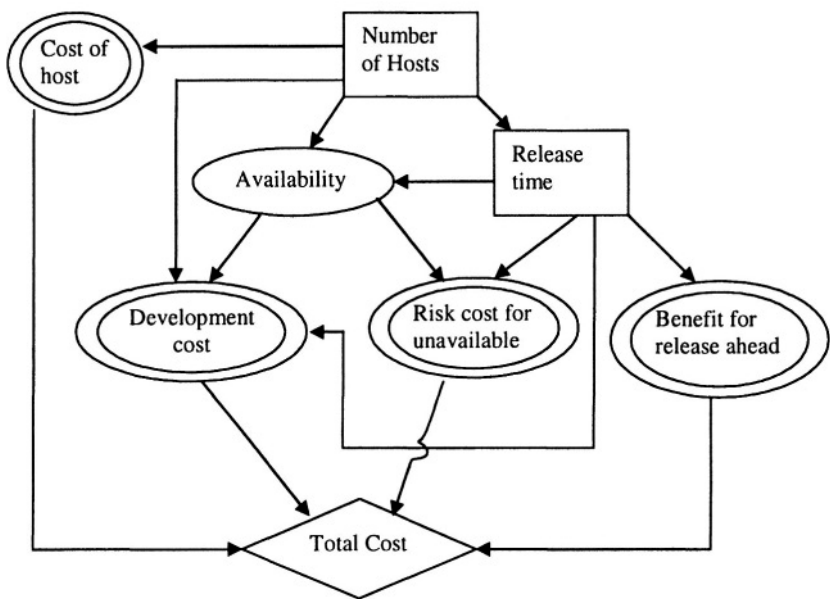 Cost of
host
Number
of Hosts
Release
time
Availability
Development
cost
Risk cost for
unavailable
Benefit for
release ahead
Total Cost